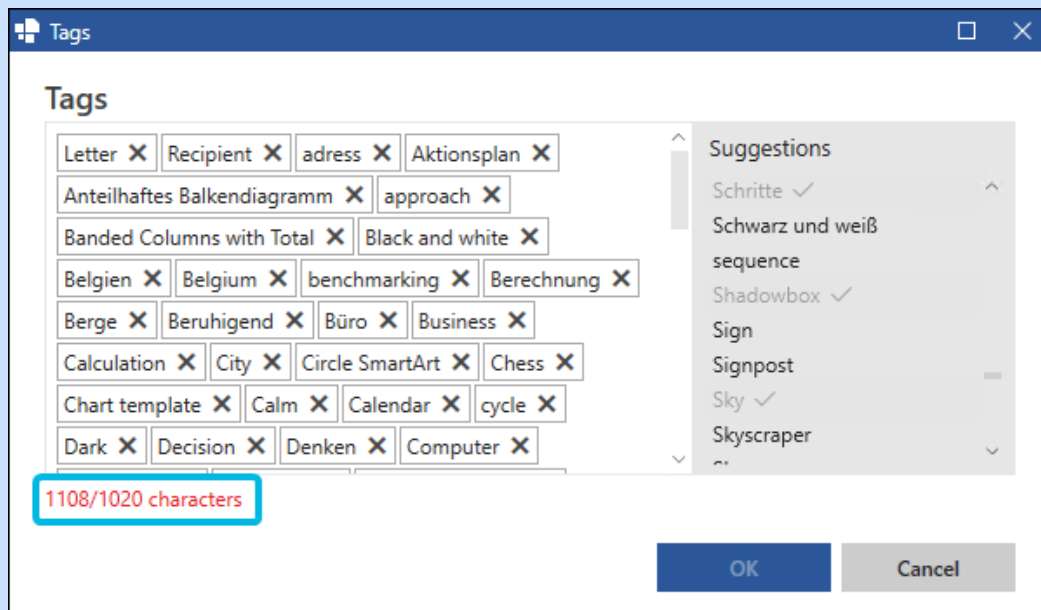 Tags
Tags
Letter Recipient adress Aktionsplan
Anteilhaftes Balkendiagramm approach
Banded Columns with Total Black and white
Belgien Belgium benchmarking Berechnung
Berge Beruhigend Büro Business
Calculation City Circle SmartArt Chess
Chart template Calm Calendar cycle
Dark Decision Denken Computer
1108/1020 characters
Suggestions
Schritte
Schwarz und weiß
sequence
Shadowbox
Sign
Signpost
Sky
Skyscraper
OK Cancel